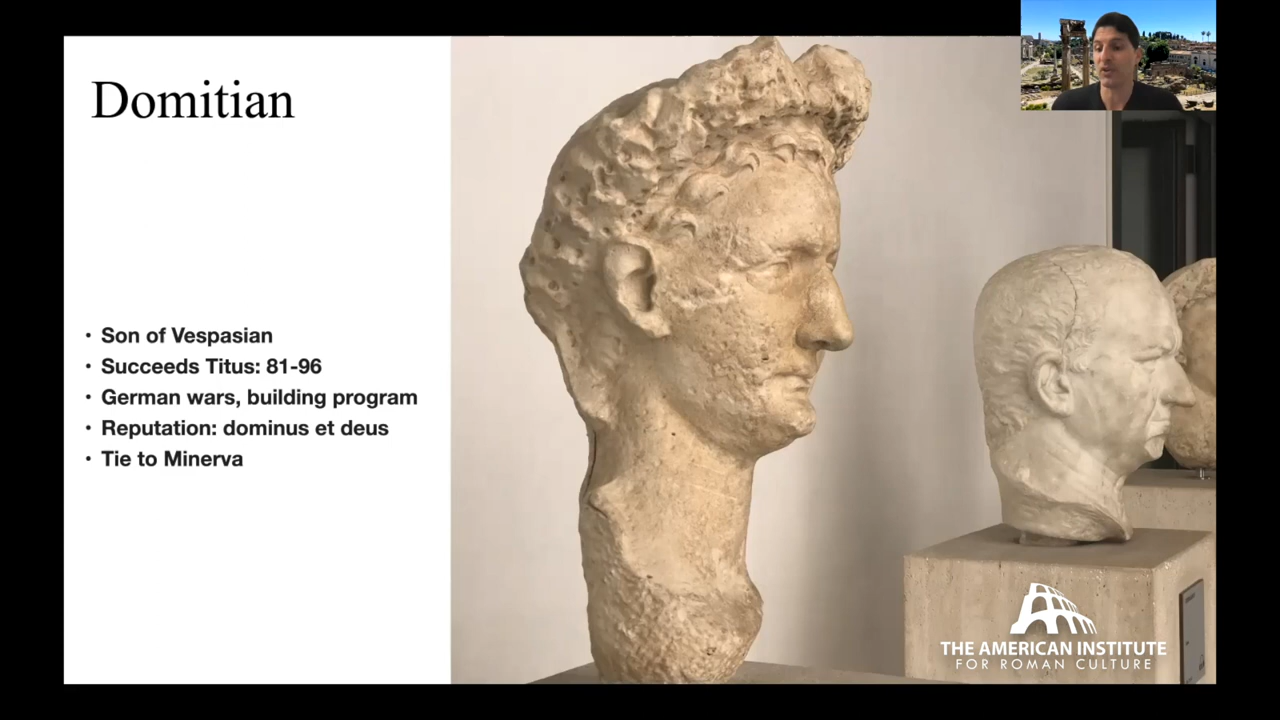 Domitian
• Son of Vespasian
• Succeeds Titus: 81-96
• German wars, building program
• Reputation: dominus et deus
• Tie to Minerva
THE AMERICAN INSTITUTE
FOR ROMAN CULTURE